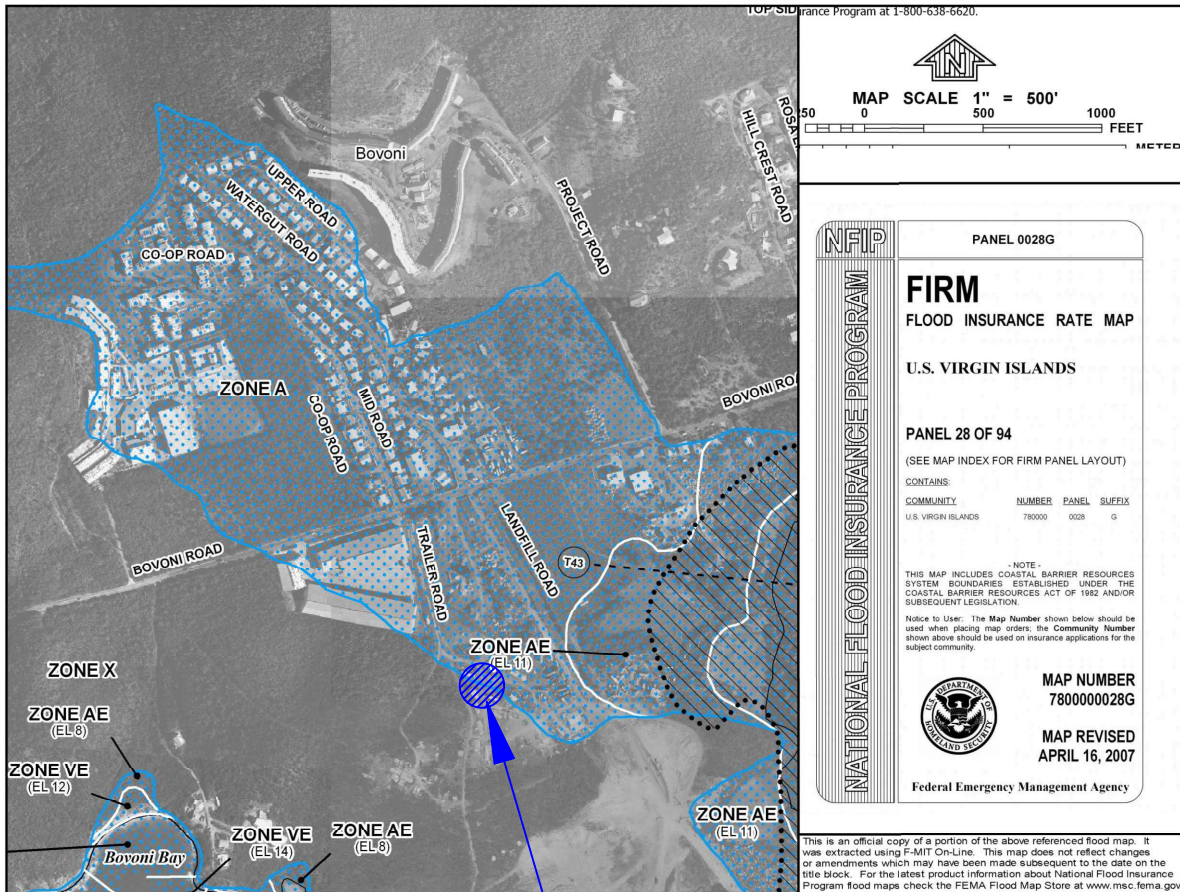 TOP SID
rance Program at 1-800-638-6620.
N
MAP SCALE 1" = 500'
250 0 500 1000
FEET
METER
Bovoni
HILL CREST ROAD
PROJECT ROAD
UPPER ROAD
WATERGUT ROAD
CO-OP ROAD
ZONE A
MID ROAD
CO-OP ROAD
BOVONI ROA
BOVONI ROAD
TRAILER ROAD
LANDFILL ROAD
T43
ZONE AE
(EL 11)
ZONE X
ZONE AE
(EL 8)
ZONE VE
(EL 12)
Bovoni Bay
ZONE VE
(EL 14)
ZONE AE
(EL 8)
ZONE AE
(EL 11)
NFIP
NATIONAL FLOOD INSURANCE PROGRAM
PANEL 0028G
FIRM
FLOOD INSURANCE RATE MAP
U.S. VIRGIN ISLANDS
PANEL 28 OF 94
(SEE MAP INDEX FOR FIRM PANEL LAYOUT)
CONTAINS:
COMMUNITY NUMBER PANEL SUFFIX
U.S. VIRGIN ISLANDS 780000 0028 G
- NOTE -
THIS MAP INCLUDES COASTAL BARRIER RESOURCES
SYSTEM BOUNDARIES ESTABLISHED UNDER THE
COASTAL BARRIER RESOURCES ACT OF 1982 AND/OR
SUBSEQUENT LEGISLATION.
Notice to User: The Map Number shown below should be
used when placing map orders; the Community Number
shown above should be used on insurance applications for the
subject community.
U.S. DEPARTMENT OF
HOMELAND SECURITY
MAP NUMBER
7800000028G
MAP REVISED
APRIL 16, 2007
Federal Emergency Management Agency
This is an official copy of a portion of the above referenced flood map. It
was extracted using F-MIT On-Line. This map does not reflect changes
or amendments which may have been made subsequent to the date on the
title block. For the latest product information about National Flood Insurance
Program flood maps check the FEMA Flood Map Store at www.msc.fema.gov